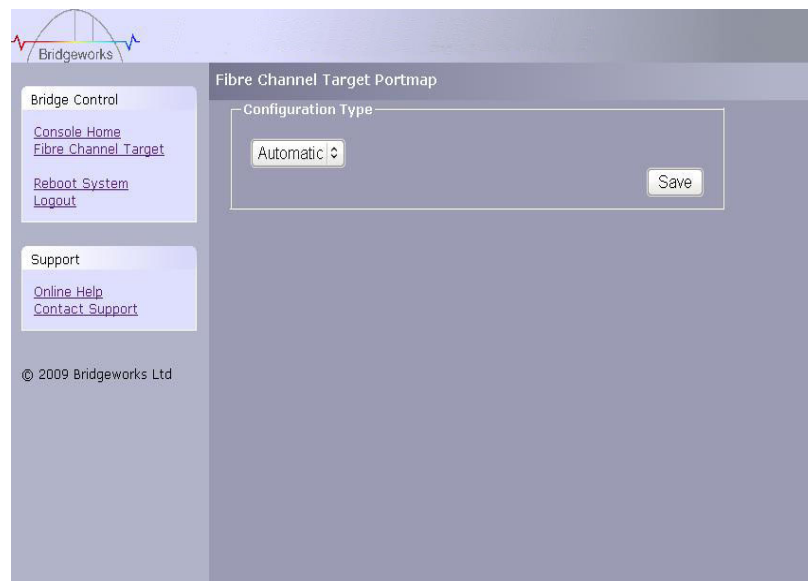 Bridgeworks
Fibre Channel Target Portmap
Bridge Control
Console Home
Fibre Channel Target
Reboot System
Logout
Support
Online Help
Contact Support
© 2009 Bridgeworks Ltd
Configuration Type
Automatic
Save